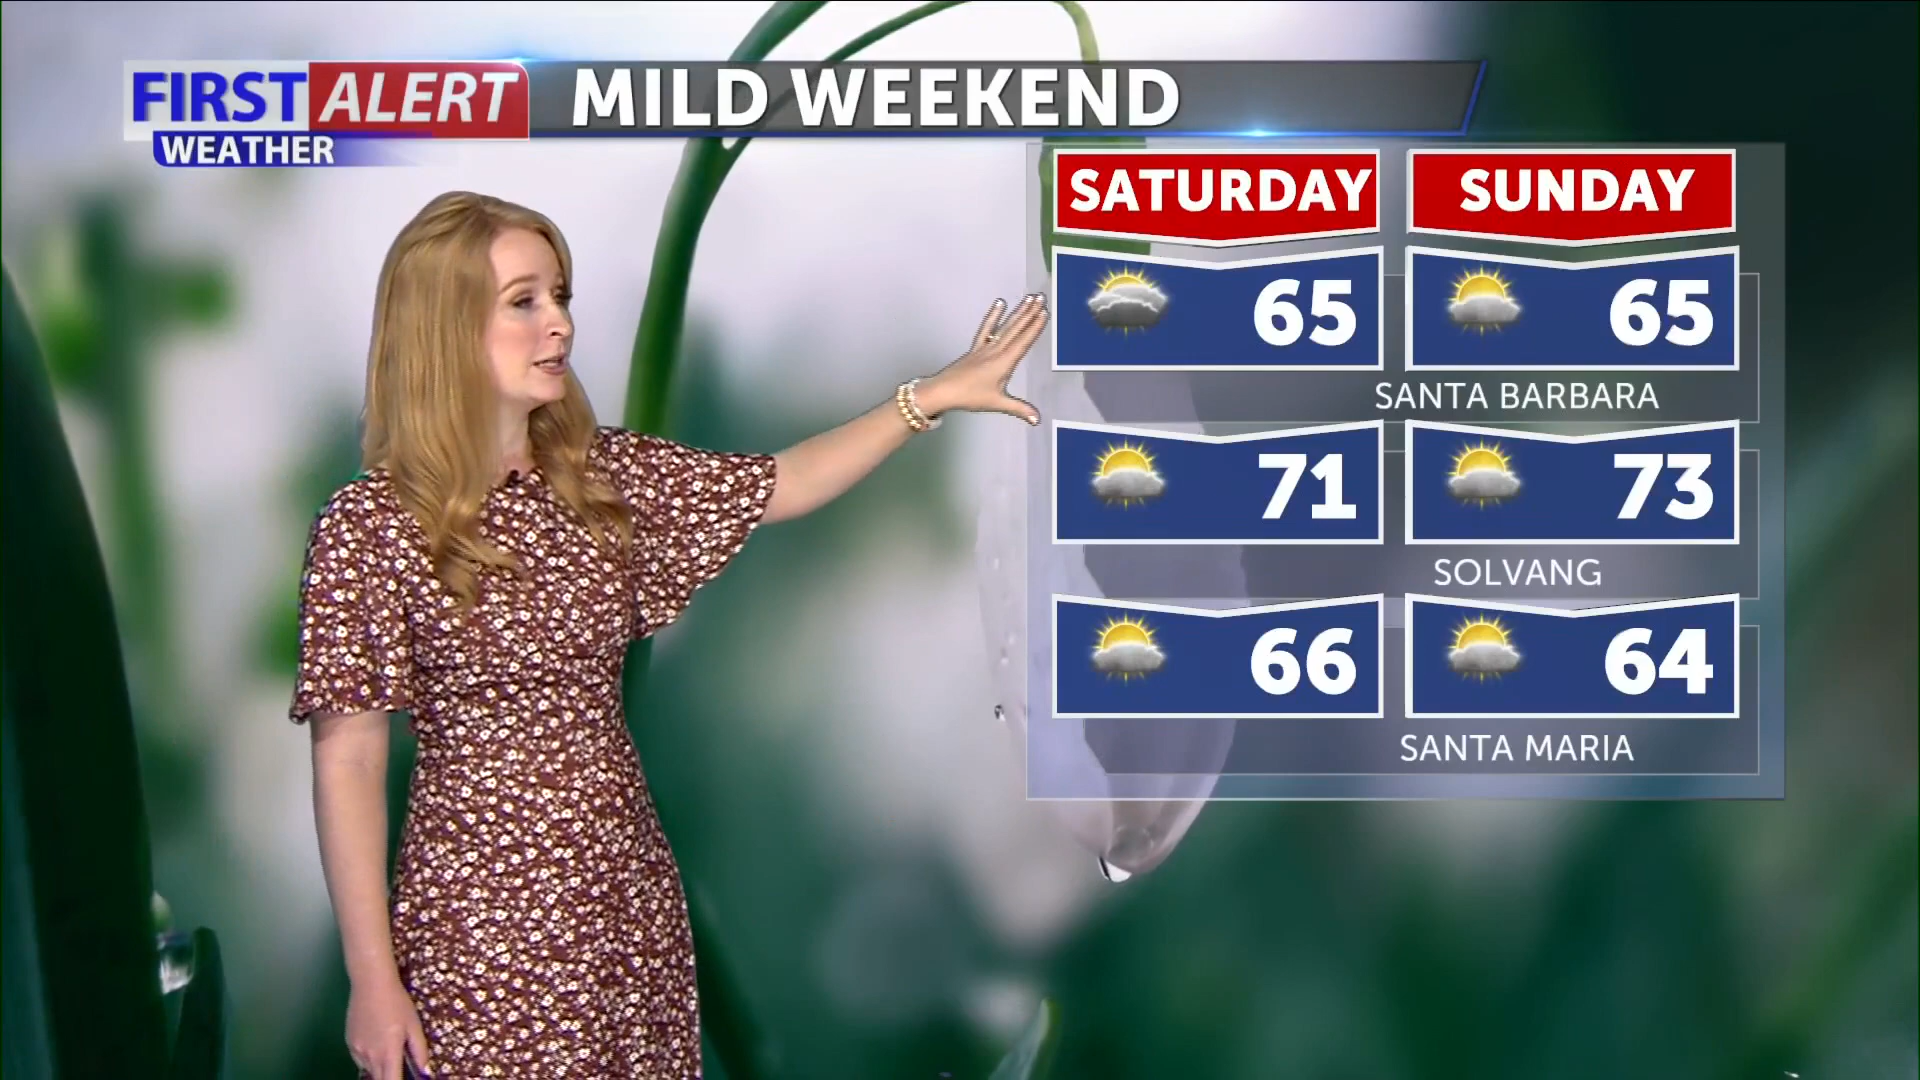 FIRST ALERT
WEATHER
MILD WEEKEND
SATURDAY SUNDAY
65 65
SANTA BARBARA
71 73
SOLVANG
66 64
SANTA MARIA